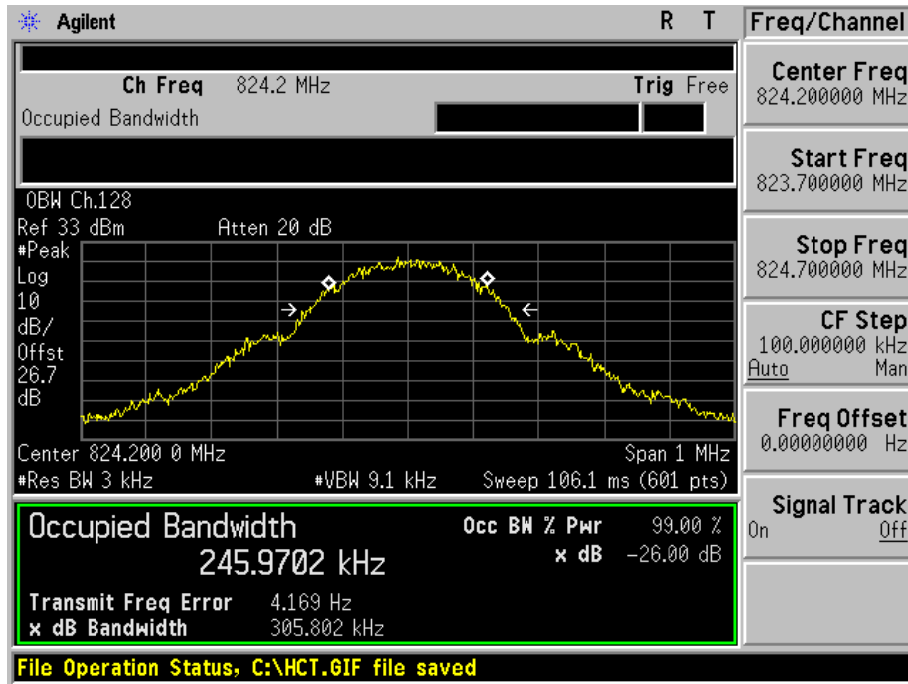 Agilent R T Freq/Channel
Ch Freq 824.2 MHz Trig Free
Occupied Bandwidth
Center Freq
824.200000 MHz
Start Freq
823.700000 MHz
Stop Freq
824.700000 MHz
CF Step
100.000000 kHz
Auto Man
Freq Offset
0.00000000 Hz
Signal Track
On Off
OBW Ch.128
Ref 33 dBm Atten 20 dB
#Peak
Log
10
dB/
Offst
26.7
dB
Center 824.200 0 MHz Span 1 MHz
#Res BW 3 kHz #VBW 9.1 kHz Sweep 106.1 ms (601 pts)
Occupied Bandwidth Occ BW % Pwr 99.00 %
245.9702 kHz x dB -26.00 dB
Transmit Freq Error 4.169 Hz
x dB Bandwidth 305.802 kHz
File Operation Status, C:\HCT.GIF file saved